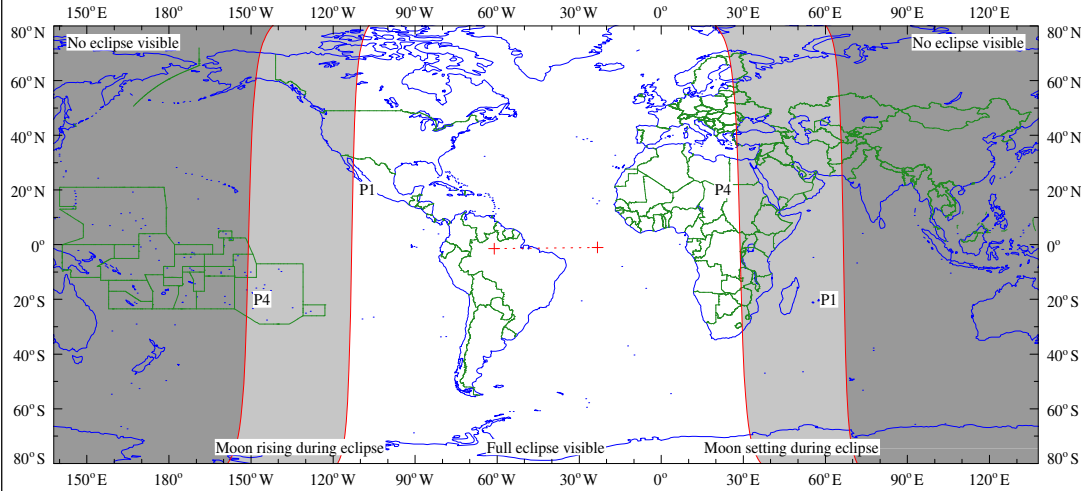 150° E 180° 150° W 120° W 90° W 60° W 30° W 0° 30° E 60° E 90° E 120° E
80° N No eclipse visible No eclipse visible 80° N
60° N 60° N
40° N 40° N
20° N P1 P4 20° N
0° 0°
20° S P4 P1 20° S
40° S 40° S
60° S 60° S
80° S Moon rising during eclipse Full eclipse visible Moon setting during eclipse 80° S
150° E 180° 150° W 120° W 90° W 60° W 30° W 0° 30° E 60° E 90° E 120° E